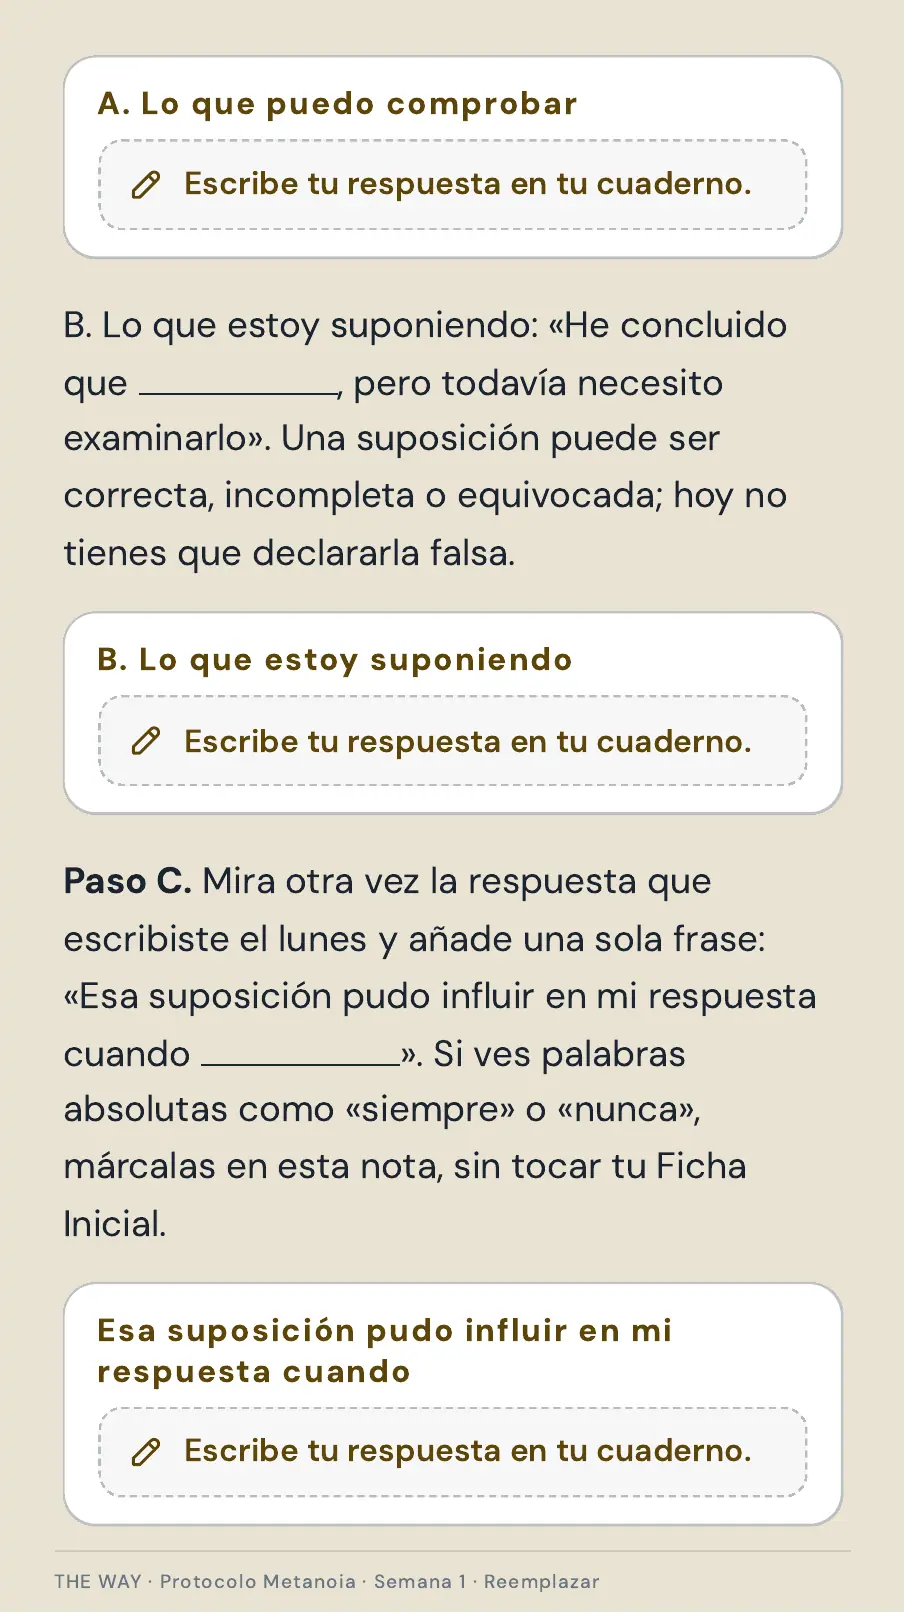 A. Lo que puedo comprobar
Escribe tu respuesta en tu cuaderno.
B. Lo que estoy suponiendo: «He concluido
que ___________, pero todavía necesito
examinarlo». Una suposición puede ser
correcta, incompleta o equivocada; hoy no
tienes que declararla falsa.
B. Lo que estoy suponiendo
Escribe tu respuesta en tu cuaderno.
Paso C. Mira otra vez la respuesta que
escribiste el lunes y añade una sola frase:
«Esa suposición pudo influir en mi respuesta
cuando ___________». Si ves palabras
absolutas como «siempre» o «nunca»,
márcalas en esta nota, sin tocar tu Ficha
Inicial.
Esa suposición pudo influir en mi
respuesta cuando
Escribe tu respuesta en tu cuaderno.
THE WAY · Protocolo Metanoia · Semana 1 · Reemplazar